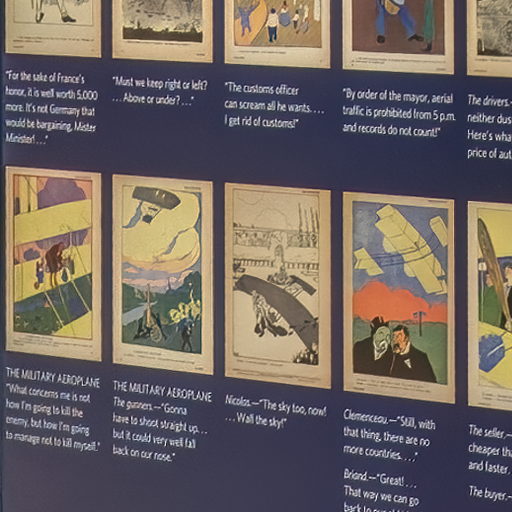 "For the sake of France's
honor, it is well worth 5,000
more. It's not Germany that
would be bargaining, Mister
Minister! . . ."
"Must we keep right or left?
. . . Above or under? . . ."
"The customs officer
can scream all he wants. . . .
I get rid of customs!"
"By order of the mayor, aerial
traffic is prohibited from 5 p.m.
and records do not count!"
The drivers.—
neither dus
Here's wha
price of aut
THE MILITARY AEROPLANE
"What concerns me is not
how I'm going to kill the
enemy, but how I'm going
to manage not to kill myself."
THE MILITARY AEROPLANE
The gunners.—"Gonna
have to shoot straight up. . .
but it could very well fall
back on our nose."
Nicolas.—"The sky too, now!
. . . Wall the sky!"
Clemenceau.—"Still, with
that thing, there are no
more countries. . . ."
Briand.—"Great! . . .
That way we can go
back to our
The seller.—
cheaper tha
and faster.
The buyer.—